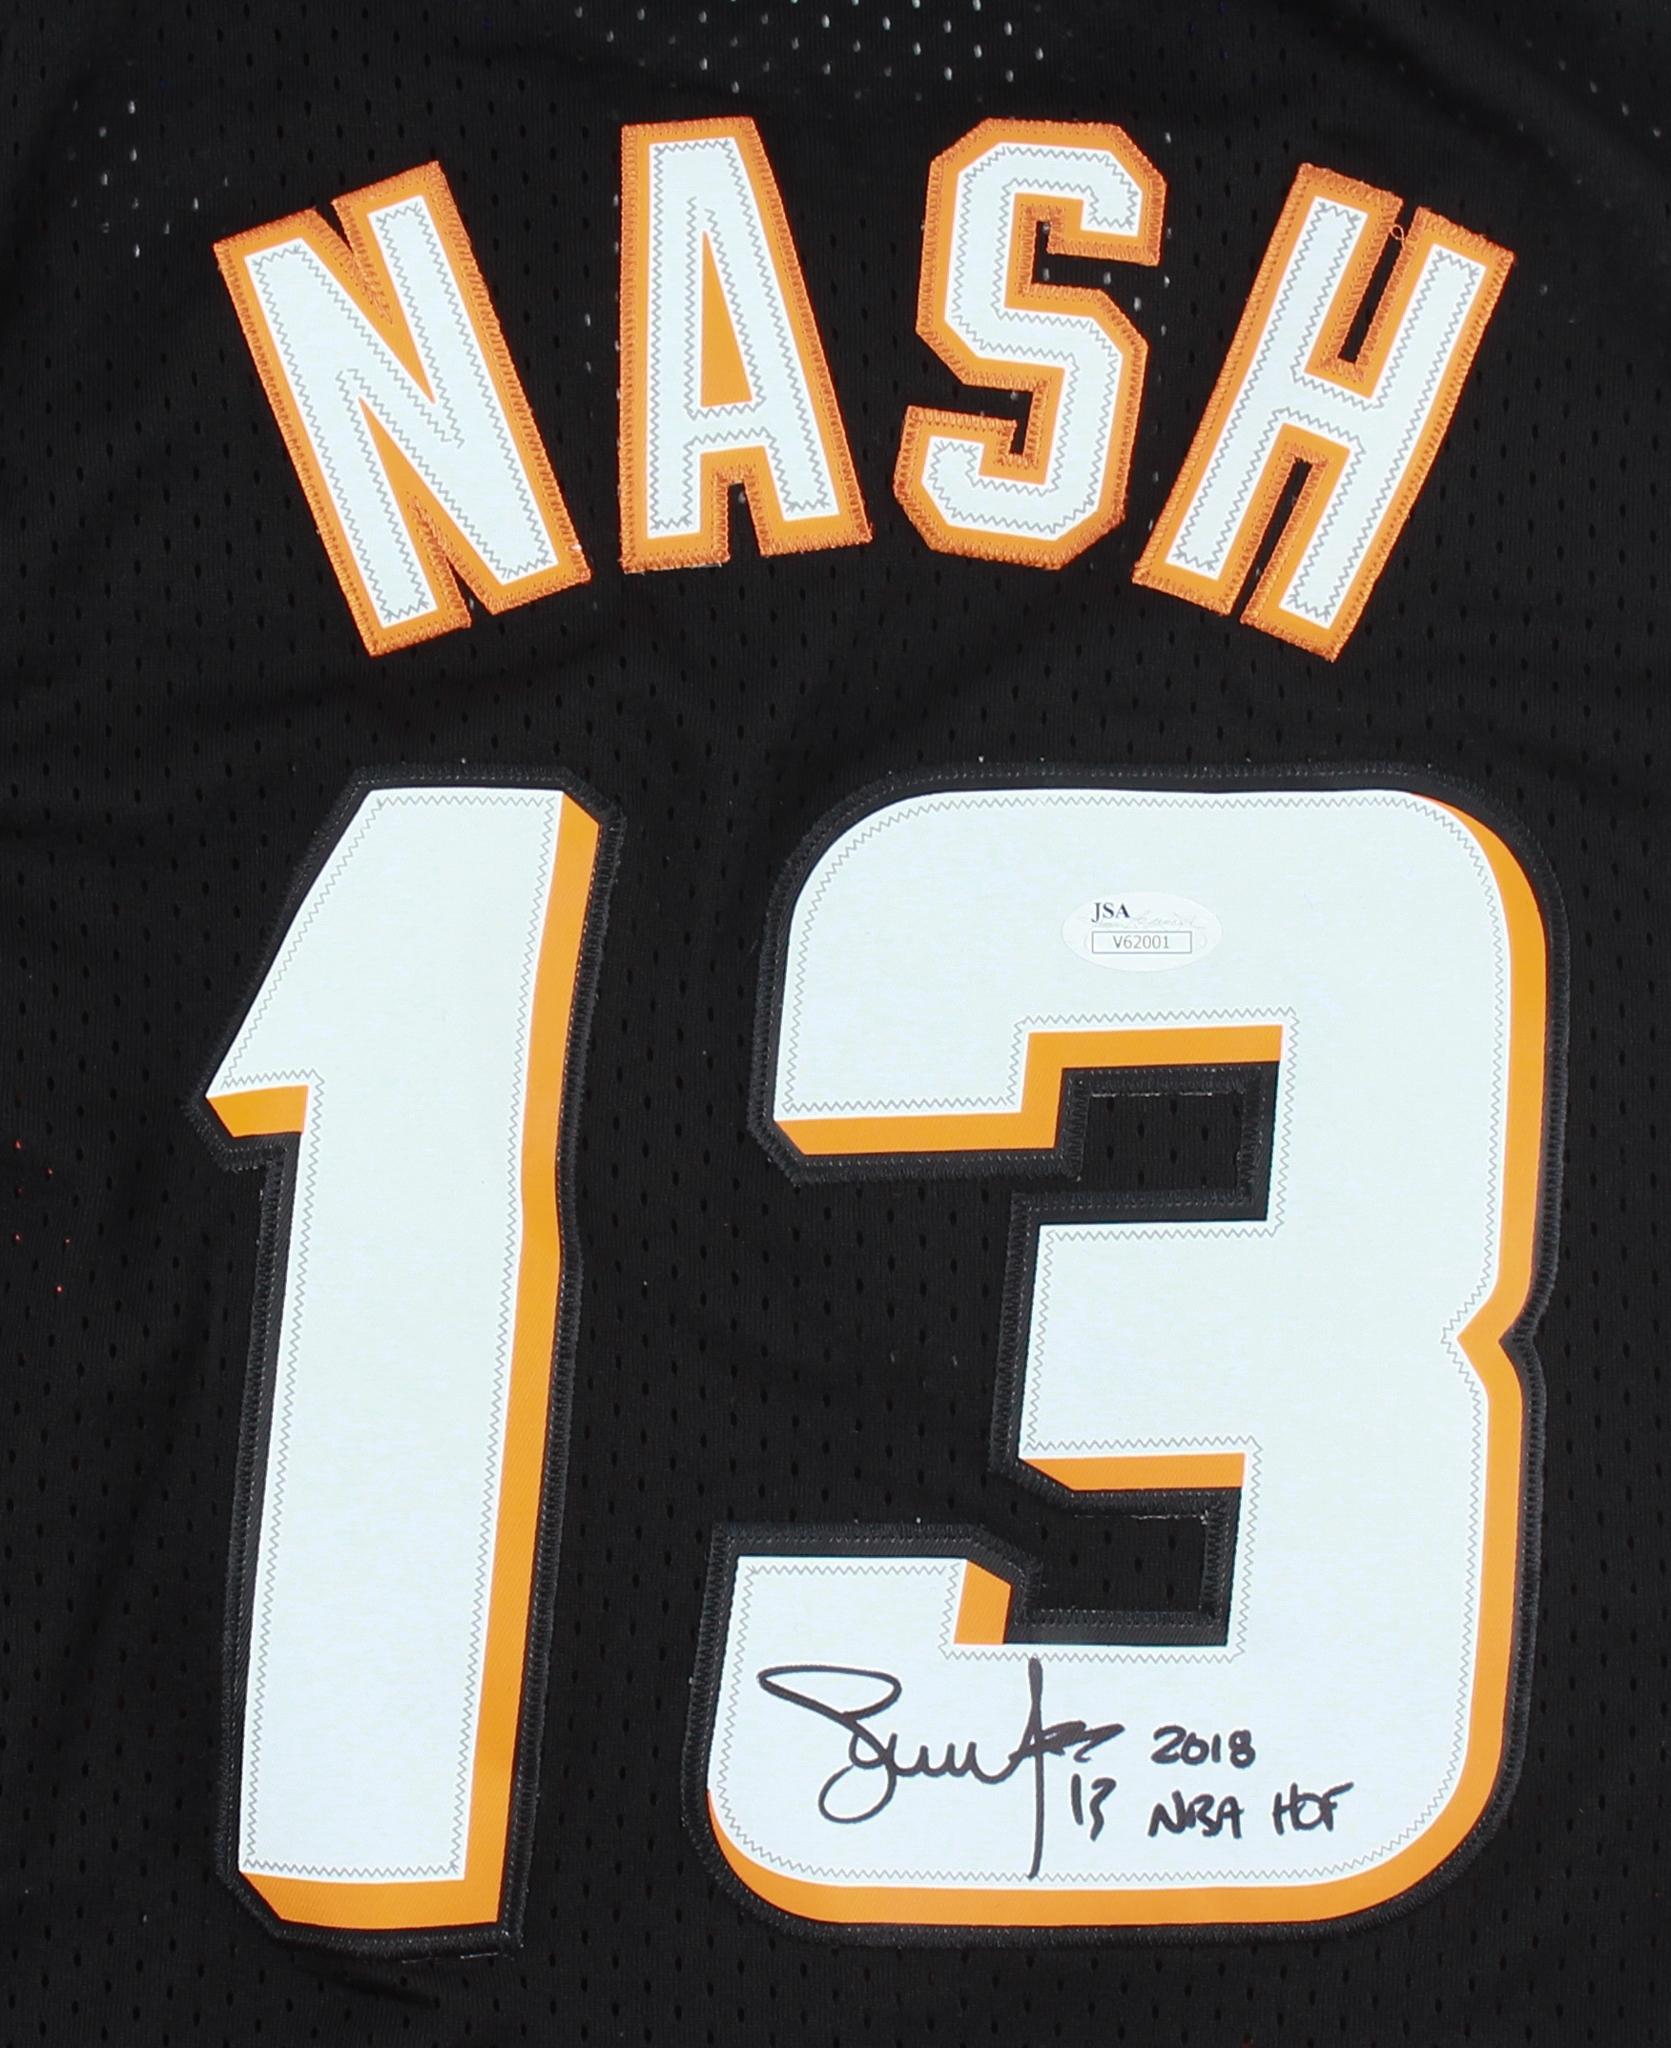 NASH
13
JSA
V62001
2018
13 NBA HOF